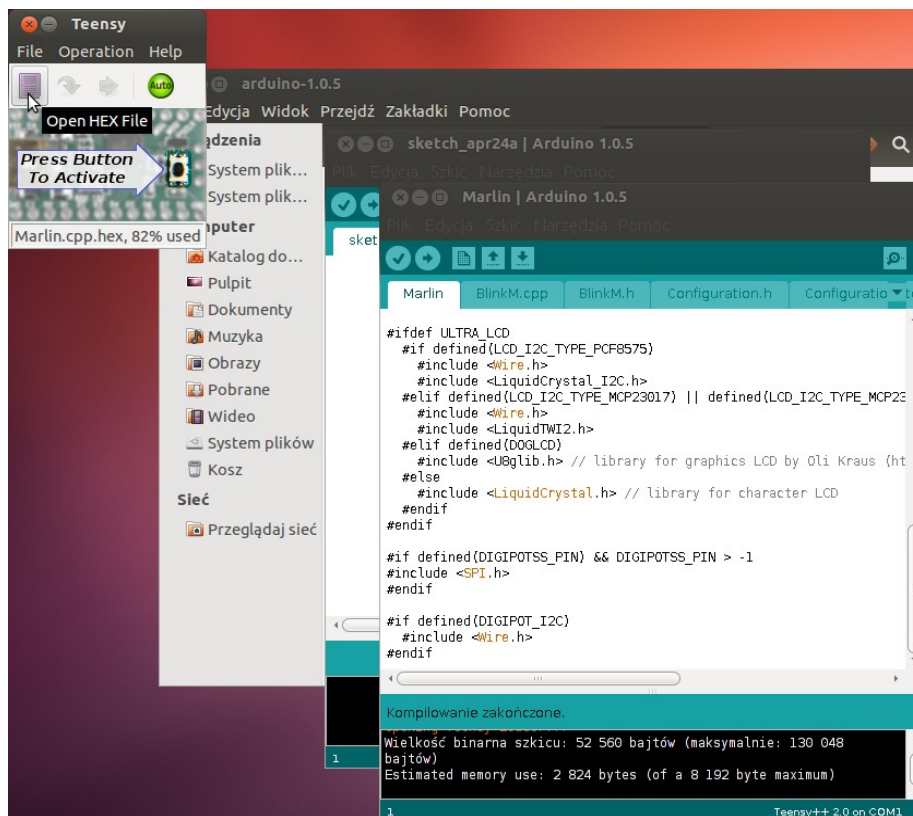 Teensy
File Operation Help
Auto
Open HEX File
Press Button
To Activate
Marlin.cpp.hex, 82% used
arduino-1.0.5
Edycja Widok Przejdź Zakładki Pomoc
ądzenia
System plik...
System plik...
mputer
Katalog do...
Pulpit
Dokumenty
Muzyka
Obrazy
Pobrane
Wideo
System plików
Kosz
Sieć
Przeglądaj sieć
sketch_apr24a | Arduino 1.0.5
Plik Edycja Szkic Narzędzia Pomoc
sket
1
Marlin | Arduino 1.0.5
Plik Edycja Szkic Narzędzia Pomoc
Marlin BlinkM.cpp BlinkM.h Configuration.h Configuratio
#ifdef ULTRA_LCD
#if defined(LCD_I2C_TYPE_PCF8575)
#include <Wire.h>
#include <LiquidCrystal_I2C.h>
#elif defined(LCD_I2C_TYPE_MCP23017) || defined(LCD_I2C_TYPE_MCP23
#include <Wire.h>
#include <LiquidTWI2.h>
#elif defined(DOGLCD)
#include <U8glib.h> // library for graphics LCD by Oli Kraus (ht
#else
#include <LiquidCrystal.h> // library for character LCD
#endif
#endif
#if defined(DIGIPOTSS_PIN) && DIGIPOTSS_PIN > -1
#include <SPI.h>
#endif
#if defined(DIGIPOT_I2C)
#include <Wire.h>
#endif
Kompilowanie zakończone.
Wielkość binarna szkicu: 52 560 bajtów (maksymalnie: 130 048
bajtów)
Estimated memory use: 2 824 bytes (of a 8 192 byte maximum)
1
Teensy++ 2.0 on COM1